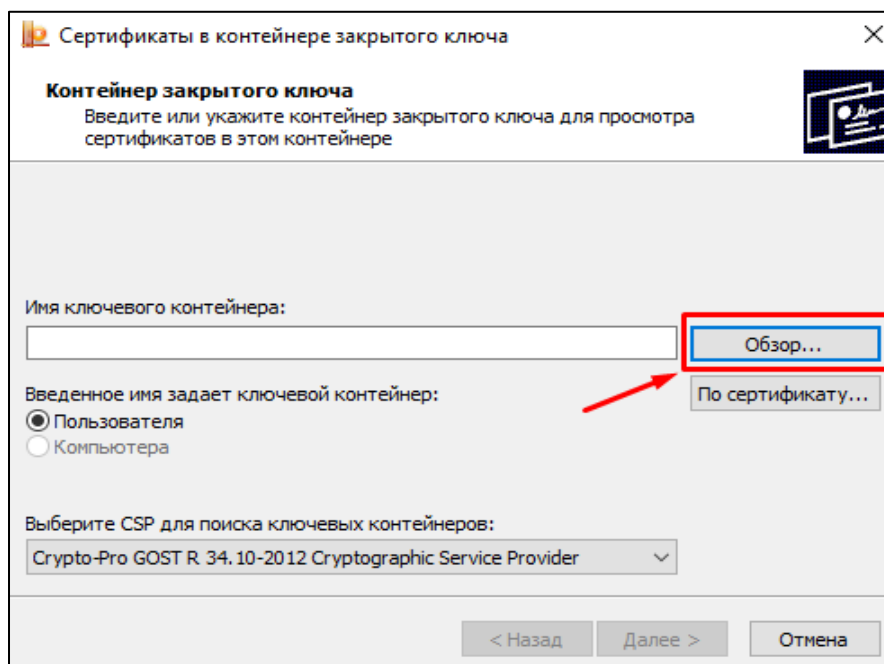 Сертификаты в контейнере закрытого ключа
Контейнер закрытого ключа
Введите или укажите контейнер закрытого ключа для просмотра
сертификатов в этом контейнере
Имя ключевого контейнера:
Обзор...
Введенное имя задает ключевой контейнер:
По сертификату...
Пользователя
Компьютера
Выберите CSP для поиска ключевых контейнеров:
Crypto-Pro GOST R 34.10-2012 Cryptographic Service Provider
< Назад
Далее >
Отмена